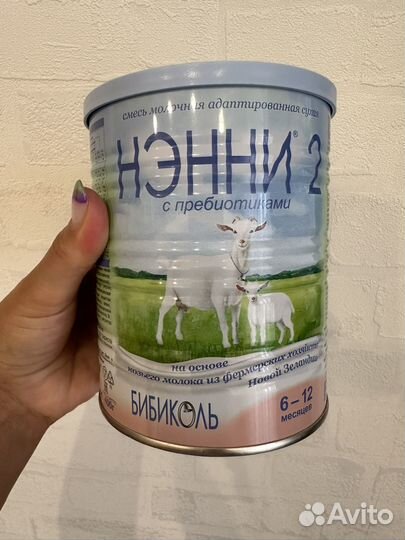 смесь молочная адаптированная сухая
НЭННИ® 2
с пребиотиками
на основе
козьего молока из фермерских хозяйств
Новой Зеландии
БИБИКОЛЬ
6–12
месяцев
Avito